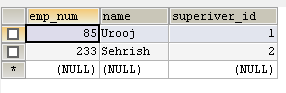 emp_num name superiver_id
85 Urooj 1
233 Sehrish 2
* (NULL) (NULL) (NULL)